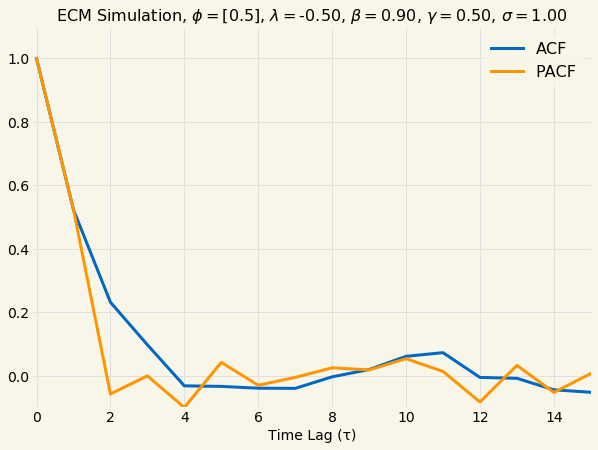 ECM Simulation, ϕ = [0.5], λ = -0.50, β = 0.90, γ = 0.50, σ = 1.00
ACF
PACF
1.0
0.8
0.6
0.4
0.2
0.0
0 2 4 6 8 10 12 14
Time Lag (τ)